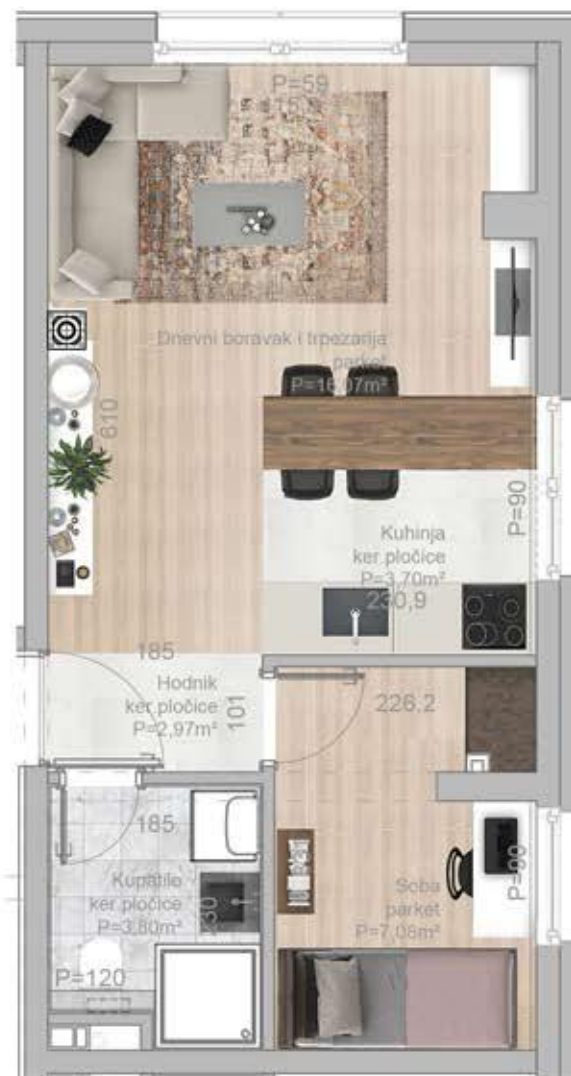 P=59
Dnevni boravak i trpezarija
parket
P=16,07m²
610
P=90
Kuhinja
ker pločice
P=3,70m²
230,9
185
Hodnik
ker pločice
P=2,97m²
101
226.2
185
Kupatilo
ker pločice
P=3,80m²
230
Soba
parket
P=7,08m²
P=90
P=120